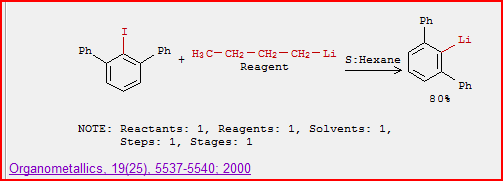 I
Ph
Ph
+
H₃C—CH₂—CH₂—CH₂—Li
Reagent
S:Hexane
Ph
Li
Ph
80%
NOTE: Reactants: 1, Reagents: 1, Solvents: 1,
Steps: 1, Stages: 1
Organometallics, 19(25), 5537-5540; 2000